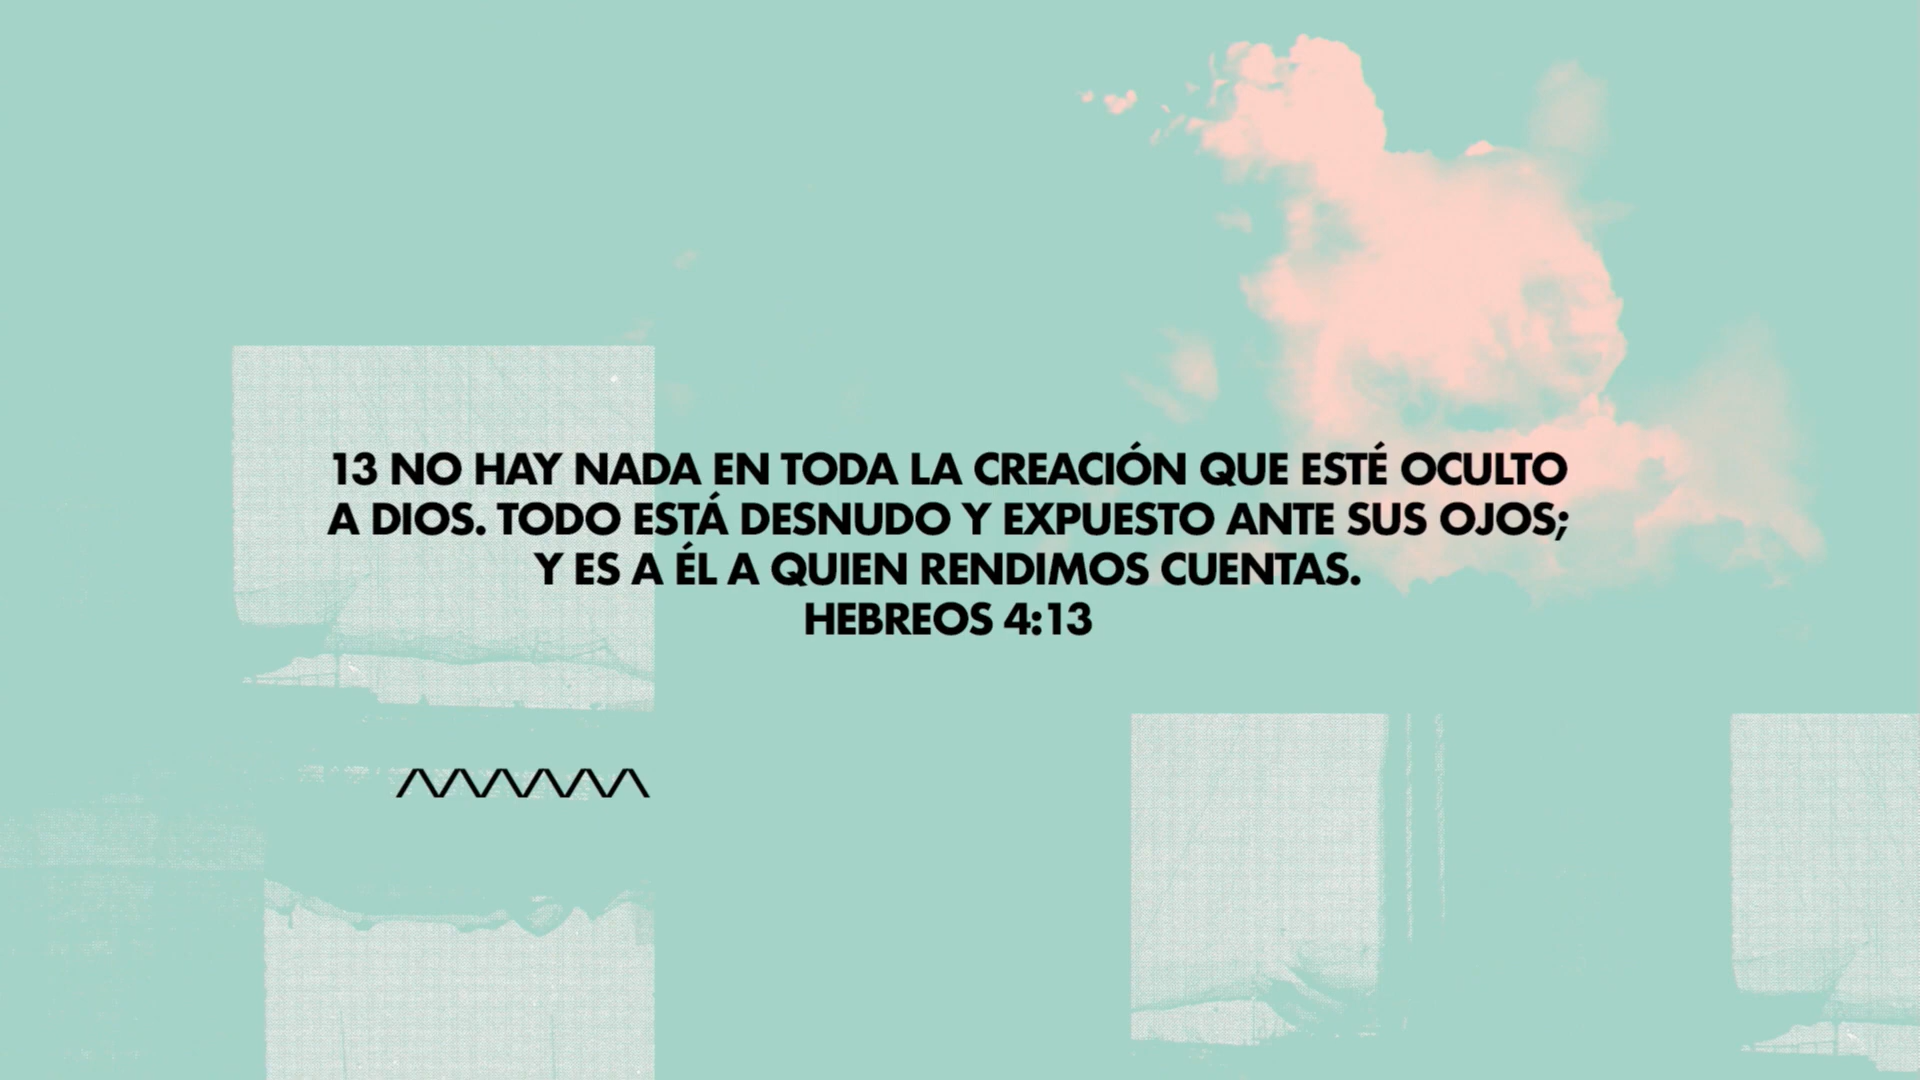 13 NO HAY NADA EN TODA LA CREACIÓN QUE ESTÉ OCULTO
A DIOS. TODO ESTÁ DESNUDO Y EXPUESTO ANTE SUS OJOS;
Y ES A ÉL A QUIEN RENDIMOS CUENTAS.
HEBREOS 4:13